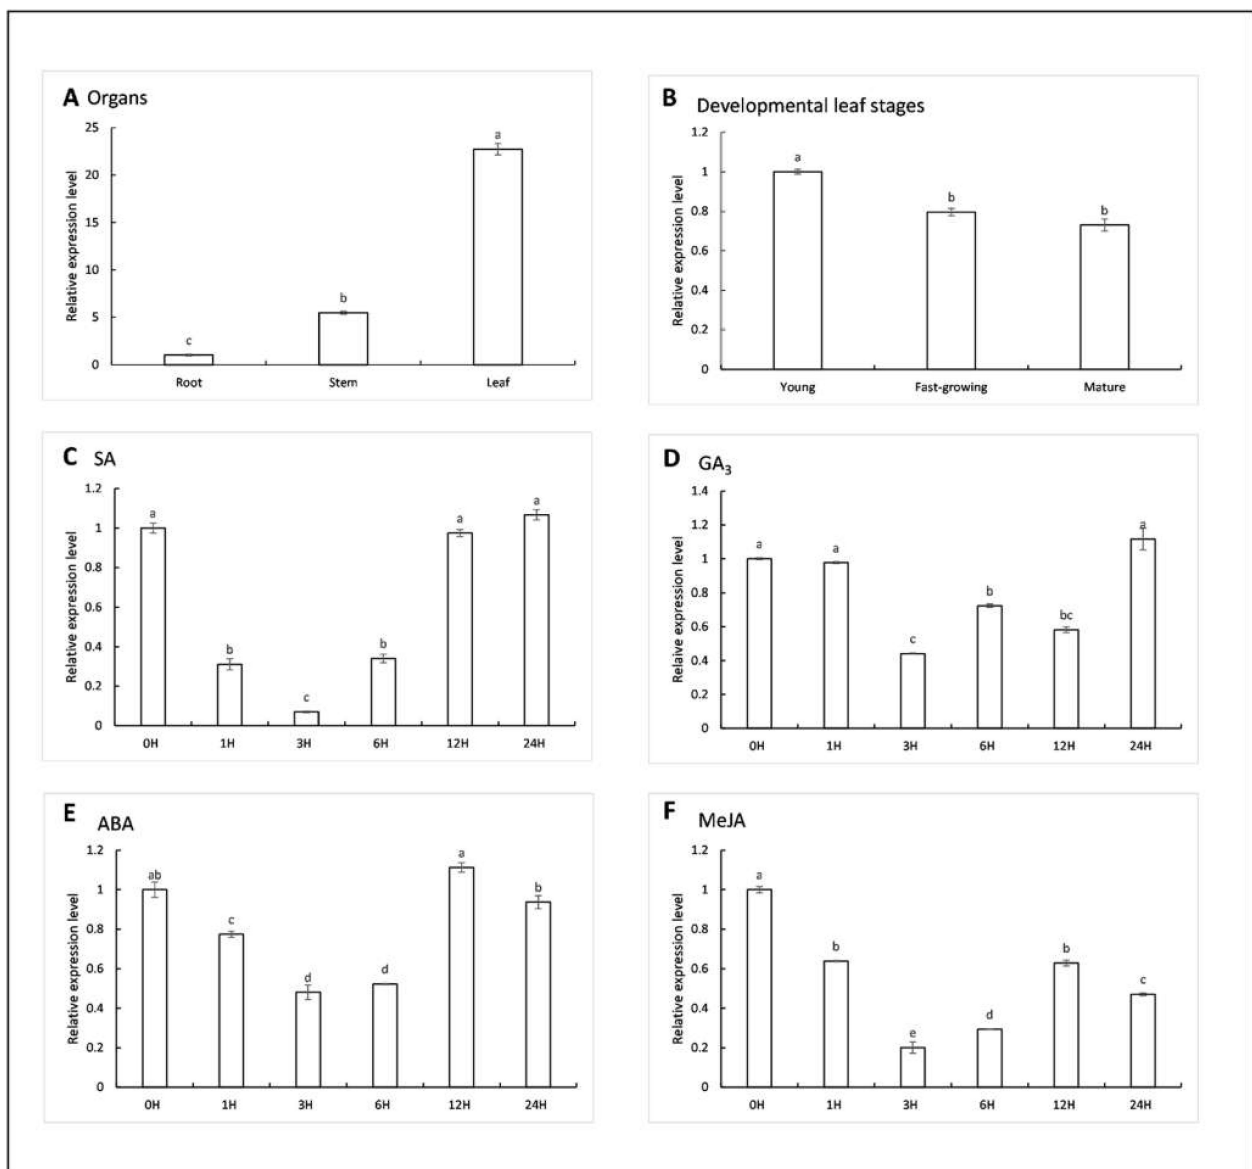 A Organs
Relative expression level
25
20
15
10
5
0
a
b
c
Root Stem Leaf
B Developmental leaf stages
Relative expression level
1.2
1
0.8
0.6
0.4
0.2
0
a
b
b
Young Fast-growing Mature
C SA
Relative expression level
1.2
1
0.8
0.6
0.4
0.2
0
a
b
c
b
a
a
0H 1H 3H 6H 12H 24H
D GA3
Relaive expression level
1.4
1.2
1
0.8
0.6
0.4
0.2
0
a
a
c
b
bc
a
0H 1H 3H 6H 12H 24H
E ABA
Relative expression level
1.2
1
0.8
0.6
0.4
0.2
0
ab
c
d
d
a
b
0H 1H 3H 6H 12H 24H
F MeJA
Relative expression level
1.2
1
0.8
0.6
0.4
0.2
0
a
b
e
d
b
c
0H 1H 3H 6H 12H 24H